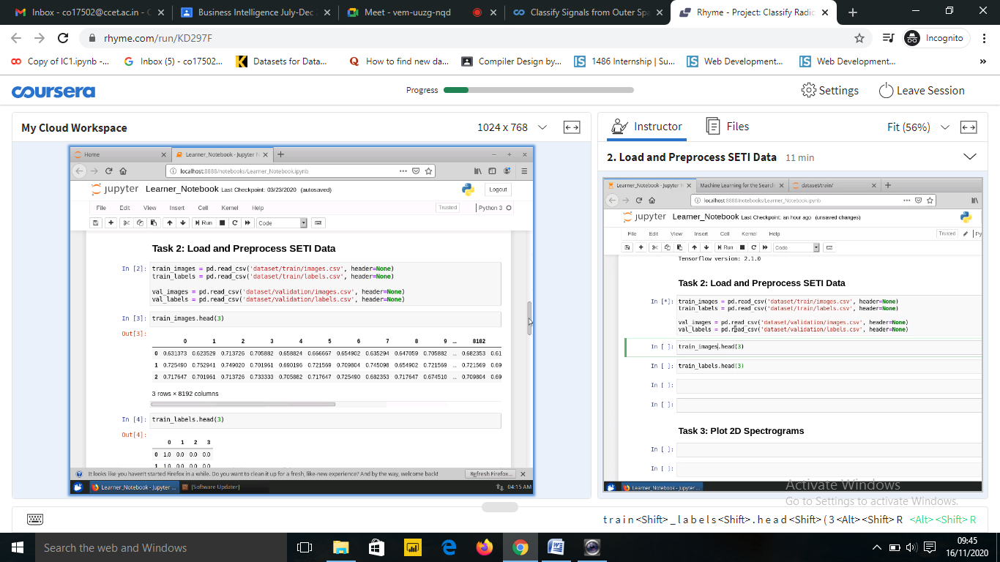 Inbox - co17502@ccet.ac.in - C
Business Intelligence July-Dec
Meet - vem-uuzg-nqd
Classify Signals from Outer Spa
Rhyme - Project: Classify Radio
rhyme.com/run/KD297F
Incognito
Copy of IC1.ipynb -...
Inbox (5) - co17502...
Datasets for Data...
How to find new da...
Compiler Design by...
1486 Internship | Su...
Web Development...
Web Development...
»
coursera
Progress
Settings
Leave Session
My Cloud Workspace
1024 x 768
Home
Learner_Notebook - Jupyter N
localhost:8888/notebooks/Learner_Notebook.ipynb
jupyter Learner_Notebook Last Checkpoint: 03/23/2020 (autosaved)
Logout
File Edit View Insert Cell Kernel Help
Trusted
Python 3 O
Run
Code
Task 2: Load and Preprocess SETI Data
In [2]: train_images = pd.read_csv('dataset/train/images.csv', header=None)
train_labels = pd.read_csv('dataset/train/labels.csv', header=None)
val_images = pd.read_csv('dataset/validation/images.csv', header=None)
val_labels = pd.read_csv('dataset/validation/labels.csv', header=None)
In [3]: train_images.head(3)
Out[3]:
0 1 2 3 4 5 6 7 8 9 ... 8182
0 0.631373 0.623529 0.713726 0.705882 0.658824 0.666667 0.654902 0.635294 0.647059 0.705882 ... 0.682353 0.61
1 0.725490 0.752941 0.749020 0.701961 0.690196 0.721569 0.709804 0.745098 0.654902 0.721569 ... 0.721569 0.69
2 0.717647 0.701961 0.713726 0.733333 0.705882 0.717647 0.725490 0.682353 0.717647 0.674510 ... 0.709804 0.69
3 rows × 8192 columns
In [4]: train_labels.head(3)
Out[4]:
0 1 2 3
0 1.0 0.0 0.0 0.0
1 1.0 0.0 0.0 0.0
It looks like you haven't started Firefox in a while. Do you want to clean it up for a fresh, like-new experience? And by the way, welcome back!
Refresh Firefox...
Learner_Notebook - Jupyter ...
[Software Updater]
04:15 AM
Instructor
Files
Fit (56%)
2. Load and Preprocess SETI Data 11 min
Learner_Notebook - Jupyter N
Machine Learning for the Search
dataset/train/
localhost:8888/notebooks/Learner_Notebook.ipynb
jupyter Learner_Notebook Last Checkpoint: an hour ago (unsaved changes)
File Edit View Insert Cell Kernel Help
Trusted
Py
Run
Code
Tensorflow version: 2.1.0
Task 2: Load and Preprocess SETI Data
In [*]: train_images = pd.read_csv('dataset/train/images.csv', header=None)
train_labels = pd.read_csv('dataset/train/labels.csv', header=None)
val_images = pd.read_csv('dataset/validation/images.csv', header=None)
val_labels = pd.read_csv('dataset/validation/labels.csv', header=None)
In [ ]: train_images.head(3)
In [ ]: train_labels.head(3)
In [ ]:
In [ ]:
Task 3: Plot 2D Spectrograms
In [ ]:
In [ ]:
Learner_Notebook - Jupyter ...
Activate Windows
Go to Settings to activate Windows.
train<Shift>_labels<Shift>.head<Shift>(3<Alt><Shift>R <Alt><Shift>R
Search the web and Windows
09:45
16/11/2020